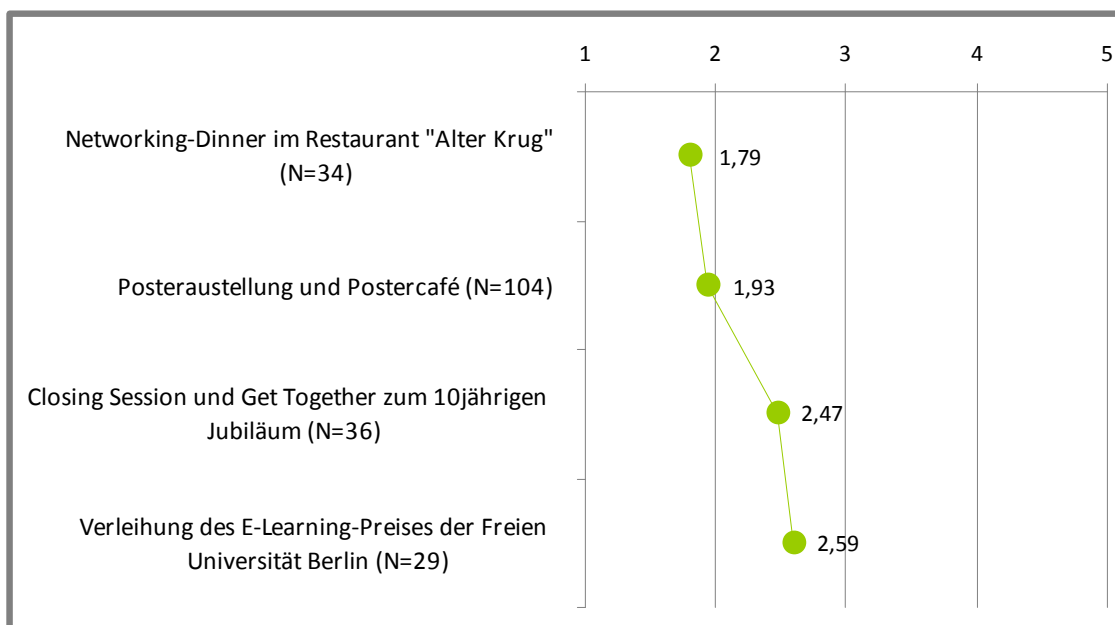 1 2 3 4 5
Networking-Dinner im Restaurant "Alter Krug"
(N=34)
1,79
Posteraustellung und Postercafé (N=104)
1,93
Closing Session und Get Together zum 10jährigen
Jubiläum (N=36)
2,47
Verleihung des E-Learning-Preises der Freien
Universität Berlin (N=29)
2,59